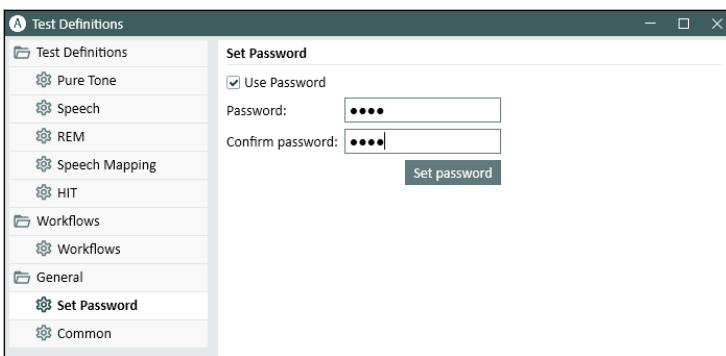 A Test Definitions
Test Definitions
Pure Tone
Speech
REM
Speech Mapping
HIT
Workflows
Workflows
General
Set Password
Common
Set Password
Use Password
Password: ••••
Confirm password: ••••
Set password